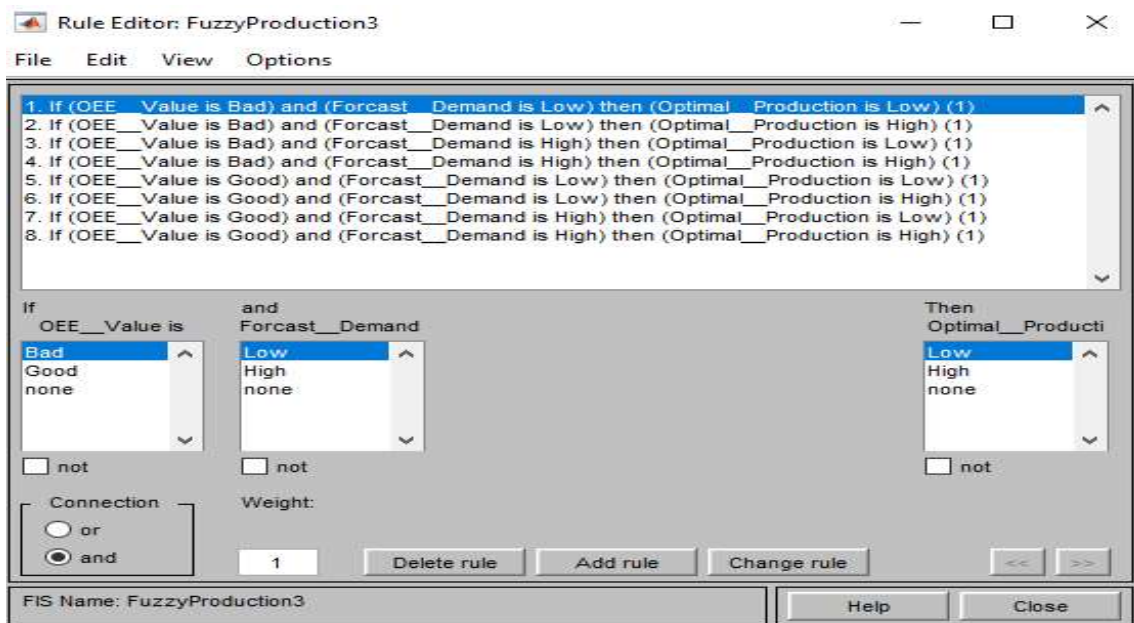 Rule Editor: FuzzyProduction3
File Edit View Options
1. If (OEE__Value is Bad) and (Forcast__Demand is Low) then (Optimal__Production is Low) (1)
2. If (OEE__Value is Bad) and (Forcast__Demand is Low) then (Optimal__Production is High) (1)
3. If (OEE__Value is Bad) and (Forcast__Demand is High) then (Optimal__Production is Low) (1)
4. If (OEE__Value is Bad) and (Forcast__Demand is High) then (Optimal__Production is High) (1)
5. If (OEE__Value is Good) and (Forcast__Demand is Low) then (Optimal__Production is Low) (1)
6. If (OEE__Value is Good) and (Forcast__Demand is Low) then (Optimal__Production is High) (1)
7. If (OEE__Value is Good) and (Forcast__Demand is High) then (Optimal__Production is Low) (1)
8. If (OEE__Value is Good) and (Forcast__Demand is High) then (Optimal__Production is High) (1)
If and Then
OEE__Value is Forcast__Demand Optimal__Producti
Bad Low Low
Good High High
none none none
not not not
Connection Weight:
or
and 1 Delete rule Add rule Change rule << >>
FIS Name: FuzzyProduction3 Help Close